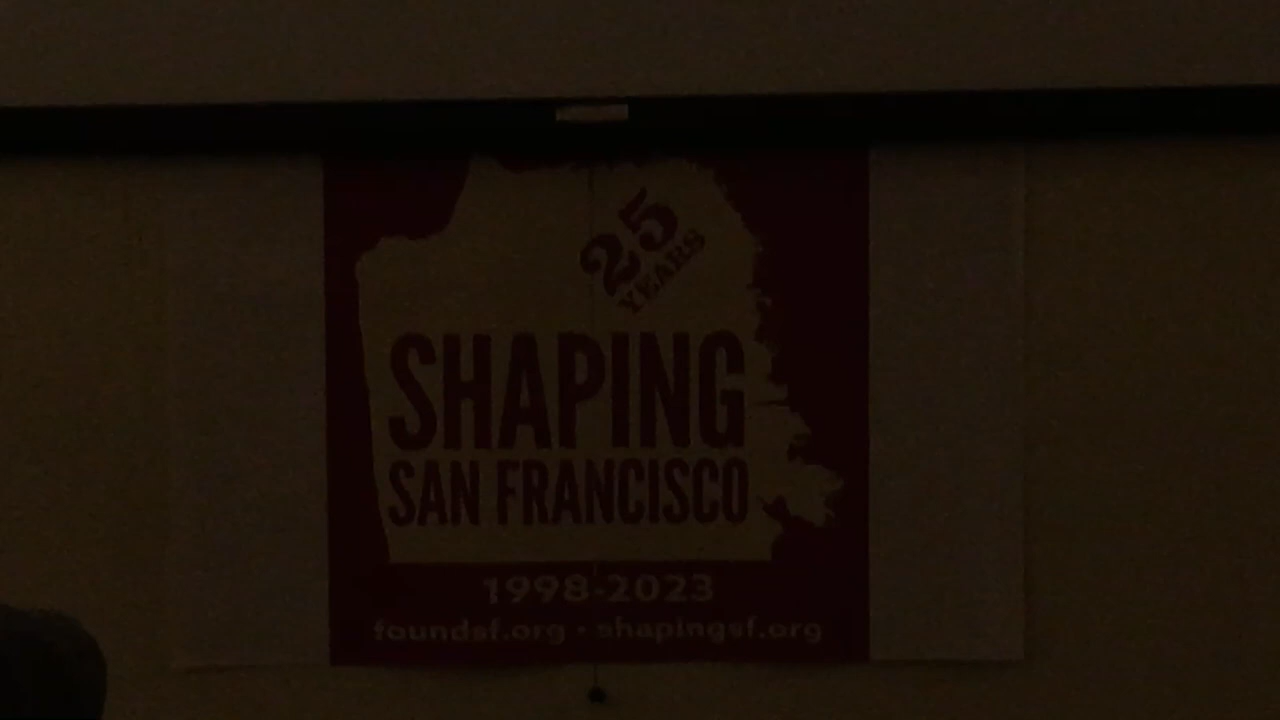 25
YEARS
SHAPING
SAN FRANCISCO
1998-2023
foundsf.org • shapingsf.org